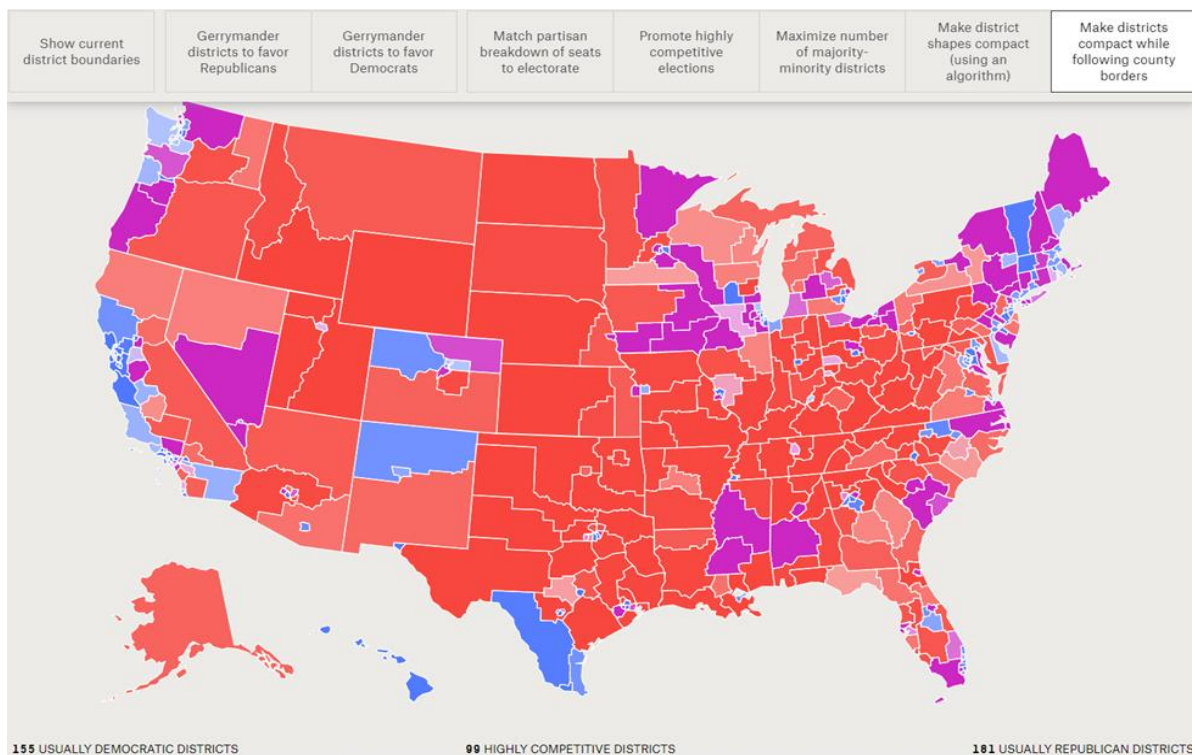 Show current
district boundaries
Gerrymander
districts to favor
Republicans
Gerrymander
districts to favor
Democrats
Match partisan
breakdown of seats
to electorate
Promote highly
competitive
elections
Maximize number
of majority-
minority districts
Make district
shapes compact
(using an
algorithm)
Make districts
compact while
following county
borders
155 USUALLY DEMOCRATIC DISTRICTS
99 HIGHLY COMPETITIVE DISTRICTS
181 USUALLY REPUBLICAN DISTRICTS